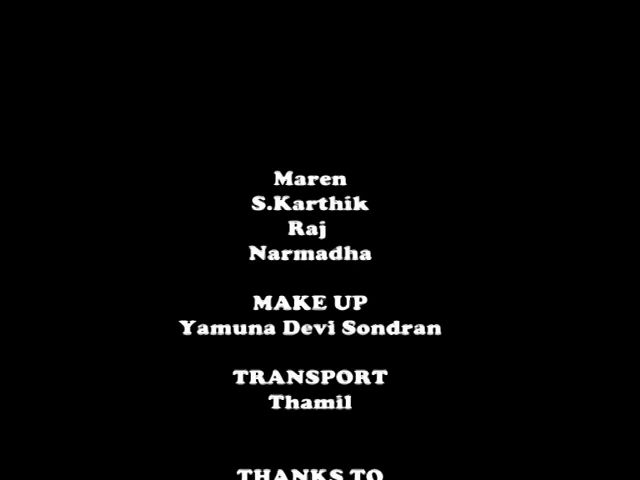 Maren
S.Karthik
Raj
Narmadha
MAKE UP
Yamuna Devi Sondran
TRANSPORT
Thamil
THANKS TO